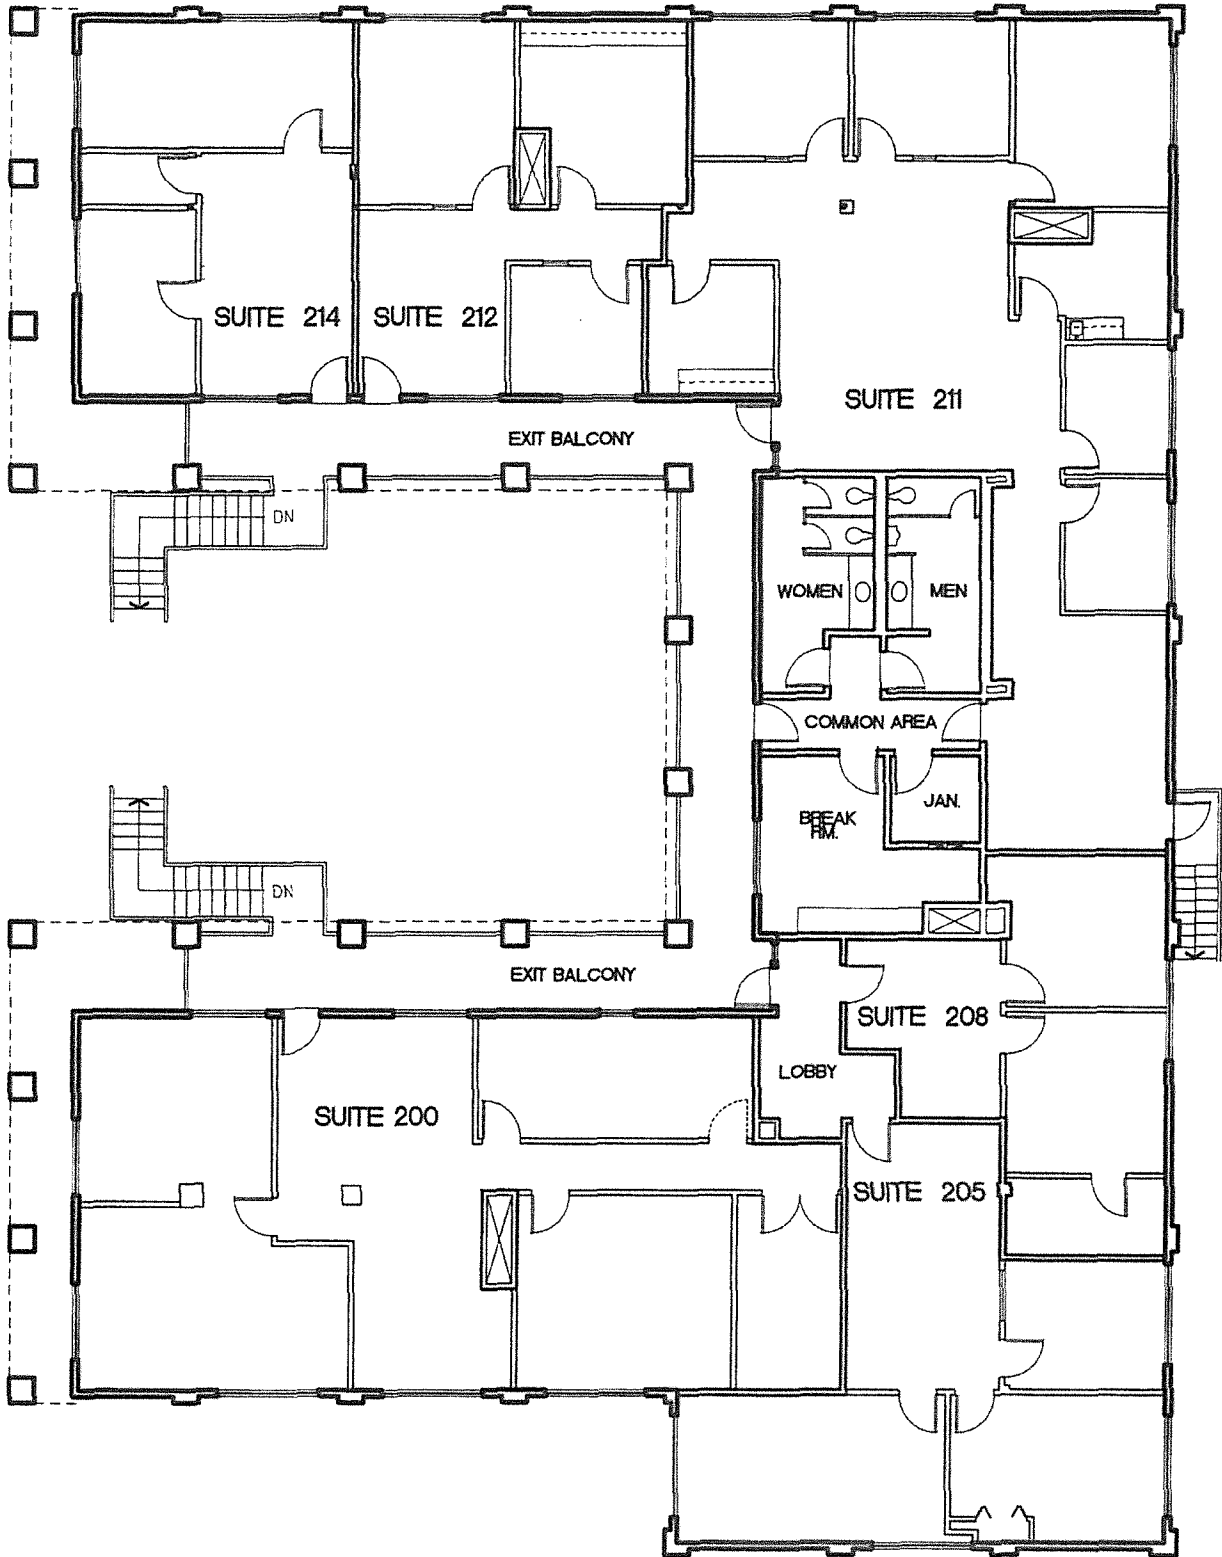 SUITE 214
SUITE 212
SUITE 211
EXIT BALCONY
DN
WOMEN
MEN
COMMON AREA
BREAK
RM.
JAN.
DN
EXIT BALCONY
SUITE 208
LOBBY
SUITE 200
SUITE 205